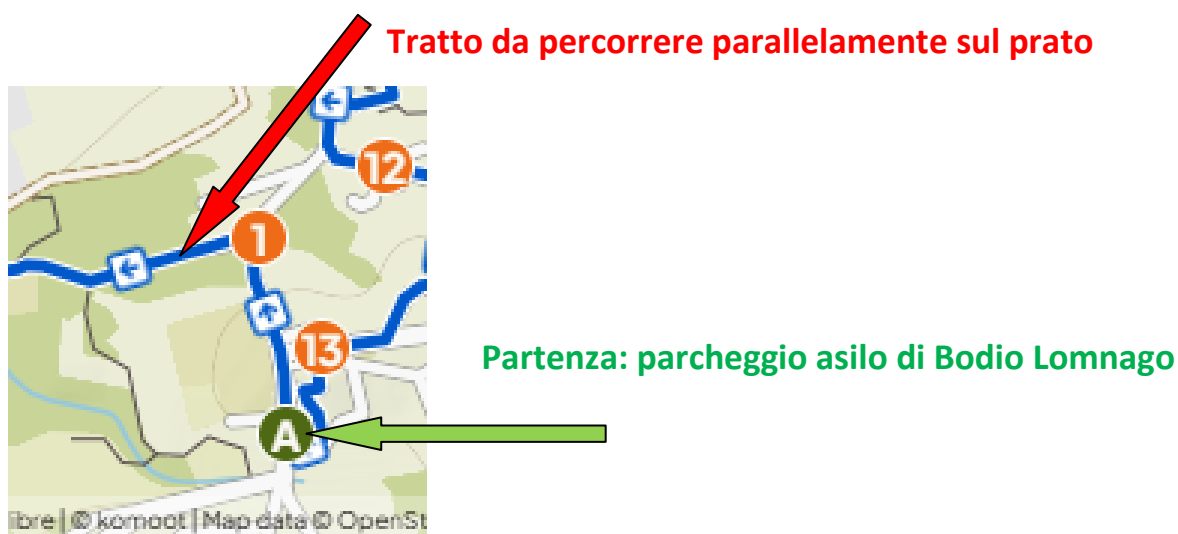 Tratto da percorrere parallelamente sul prato
12
1
13
Partenza: parcheggio asilo di Bodio Lomnago
A
ibre | © komoot | Map data © OpenSt